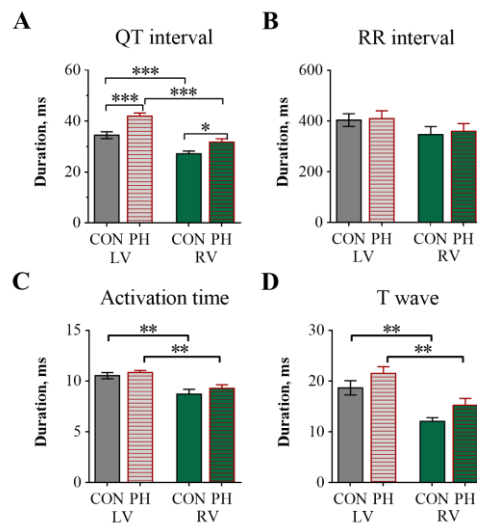 A
QT interval
Duration, ms
60
40
20
0
***
***
***
*
CON PH
LV
CON PH
RV
B
RR interval
Duration, ms
600
400
200
0
CON PH
LV
CON PH
RV
C
Activation time
Duration, ms
15
10
5
0
**
**
CON PH
LV
CON PH
RV
D
T wave
Duration, ms
30
20
10
0
**
**
CON PH
LV
CON PH
RV